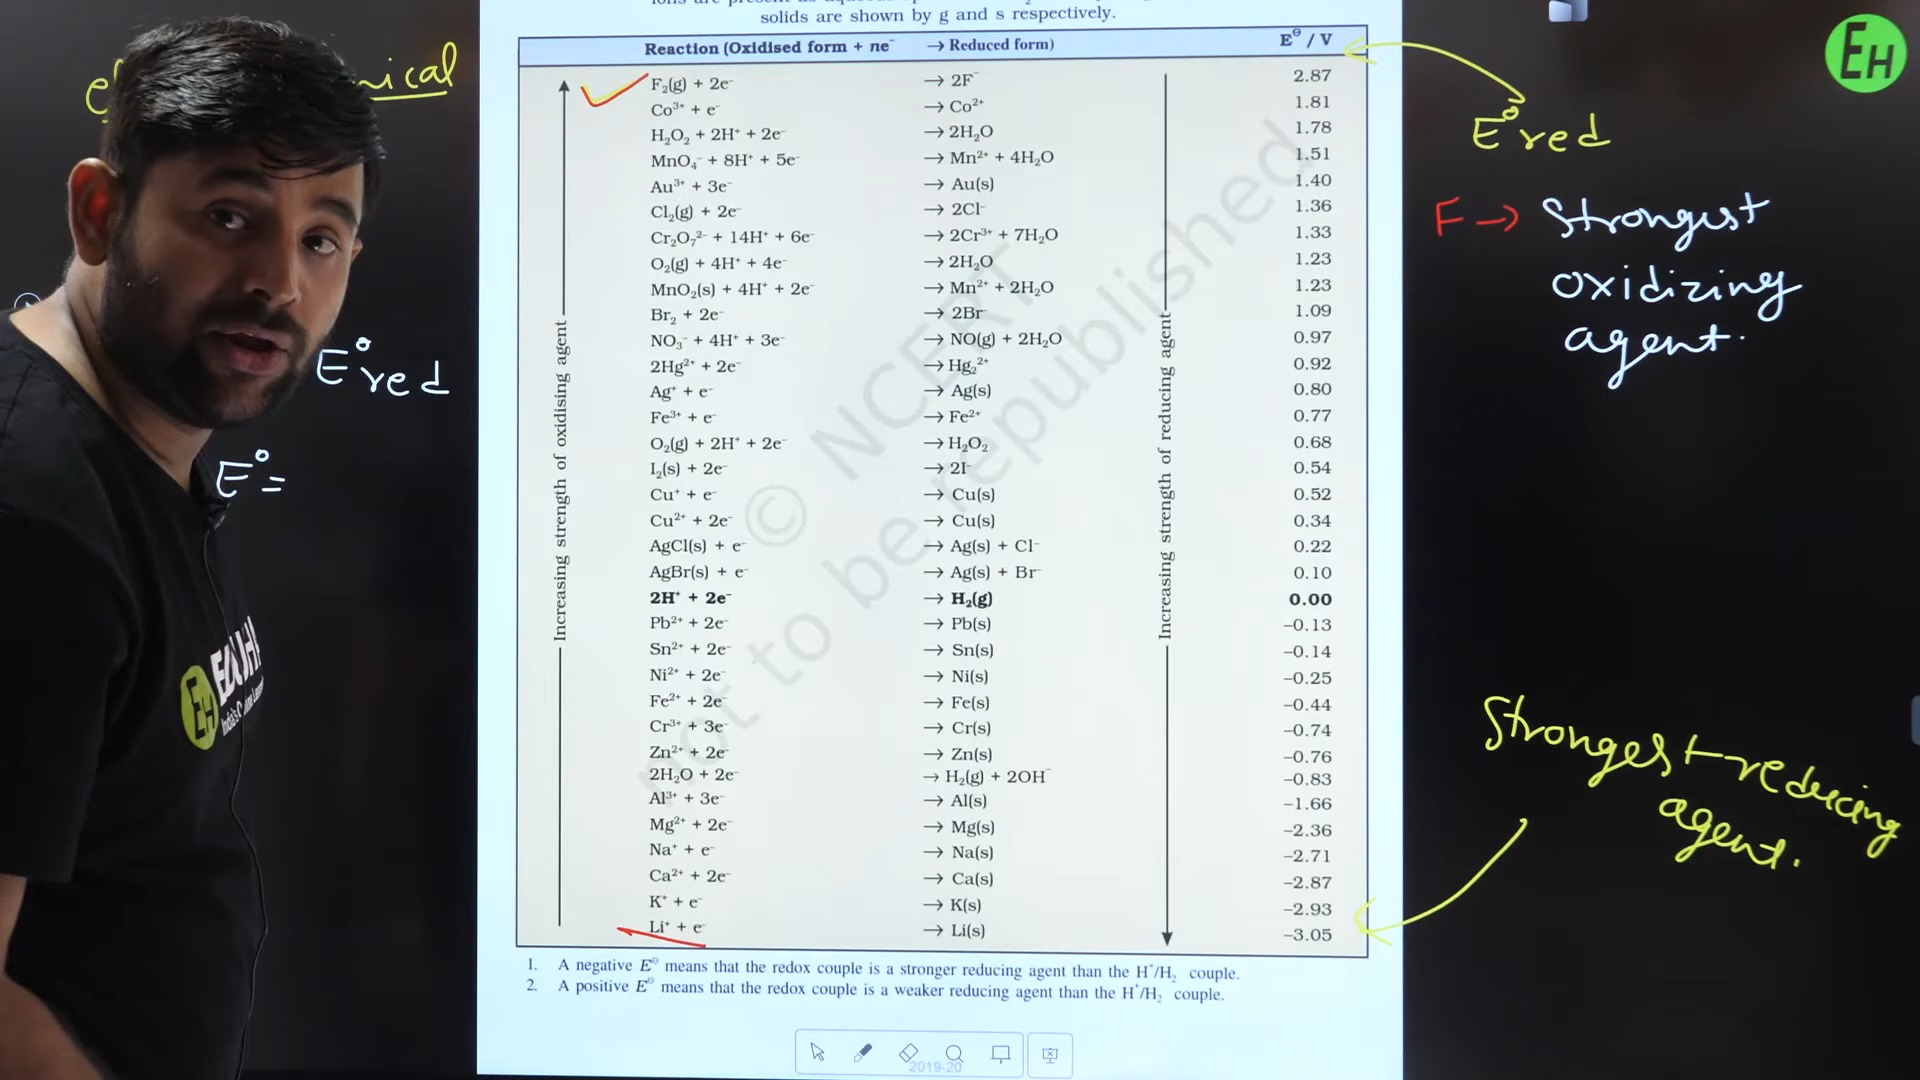 solids are shown by g and s respectively.
Reaction (Oxidised form + ne⁻ → Reduced form) E⊖ / V
F₂(g) + 2e⁻ → 2F⁻ 2.87
Co³⁺ + e⁻ → Co²⁺ 1.81
H₂O₂ + 2H⁺ + 2e⁻ → 2H₂O 1.78
MnO₄⁻ + 8H⁺ + 5e⁻ → Mn²⁺ + 4H₂O 1.51
Au³⁺ + 3e⁻ → Au(s) 1.40
Cl₂(g) + 2e⁻ → 2Cl⁻ 1.36
Cr₂O₇²⁻ + 14H⁺ + 6e⁻ → 2Cr³⁺ + 7H₂O 1.33
O₂(g) + 4H⁺ + 4e⁻ → 2H₂O 1.23
MnO₂(s) + 4H⁺ + 2e⁻ → Mn²⁺ + 2H₂O 1.23
Br₂ + 2e⁻ → 2Br⁻ 1.09
NO₃⁻ + 4H⁺ + 3e⁻ → NO(g) + 2H₂O 0.97
2Hg²⁺ + 2e⁻ → Hg₂²⁺ 0.92
Ag⁺ + e⁻ → Ag(s) 0.80
Fe³⁺ + e⁻ → Fe²⁺ 0.77
O₂(g) + 2H⁺ + 2e⁻ → H₂O₂ 0.68
I₂(s) + 2e⁻ → 2I⁻ 0.54
Cu⁺ + e⁻ → Cu(s) 0.52
Cu²⁺ + 2e⁻ → Cu(s) 0.34
AgCl(s) + e⁻ → Ag(s) + Cl⁻ 0.22
AgBr(s) + e⁻ → Ag(s) + Br⁻ 0.10
2H⁺ + 2e⁻ → H₂(g) 0.00
Pb²⁺ + 2e⁻ → Pb(s) −0.13
Sn²⁺ + 2e⁻ → Sn(s) −0.14
Ni²⁺ + 2e⁻ → Ni(s) −0.25
Fe²⁺ + 2e⁻ → Fe(s) −0.44
Cr³⁺ + 3e⁻ → Cr(s) −0.74
Zn²⁺ + 2e⁻ → Zn(s) −0.76
2H₂O + 2e⁻ → H₂(g) + 2OH⁻ −0.83
Al³⁺ + 3e⁻ → Al(s) −1.66
Mg²⁺ + 2e⁻ → Mg(s) −2.36
Na⁺ + e⁻ → Na(s) −2.71
Ca²⁺ + 2e⁻ → Ca(s) −2.87
K⁺ + e⁻ → K(s) −2.93
Li⁺ + e⁻ → Li(s) −3.05
Increasing strength of oxidising agent
Increasing strength of reducing agent
© NCERT
not to be republished
1. A negative E⊖ means that the redox couple is a stronger reducing agent than the H⁺/H₂ couple.
2. A positive E⊖ means that the redox couple is a weaker reducing agent than the H⁺/H₂ couple.
2019-20
E° red
E° =
EH
E° red
F → Strongest
oxidizing
agent.
Strongest reducing
agent.
EH